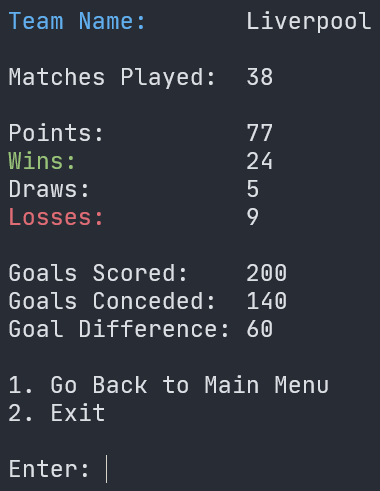 Team Name: Liverpool
Matches Played: 38
Points: 77
Wins: 24
Draws: 5
Losses: 9
Goals Scored: 200
Goals Conceded: 140
Goal Difference: 60
1. Go Back to Main Menu
2. Exit
Enter: